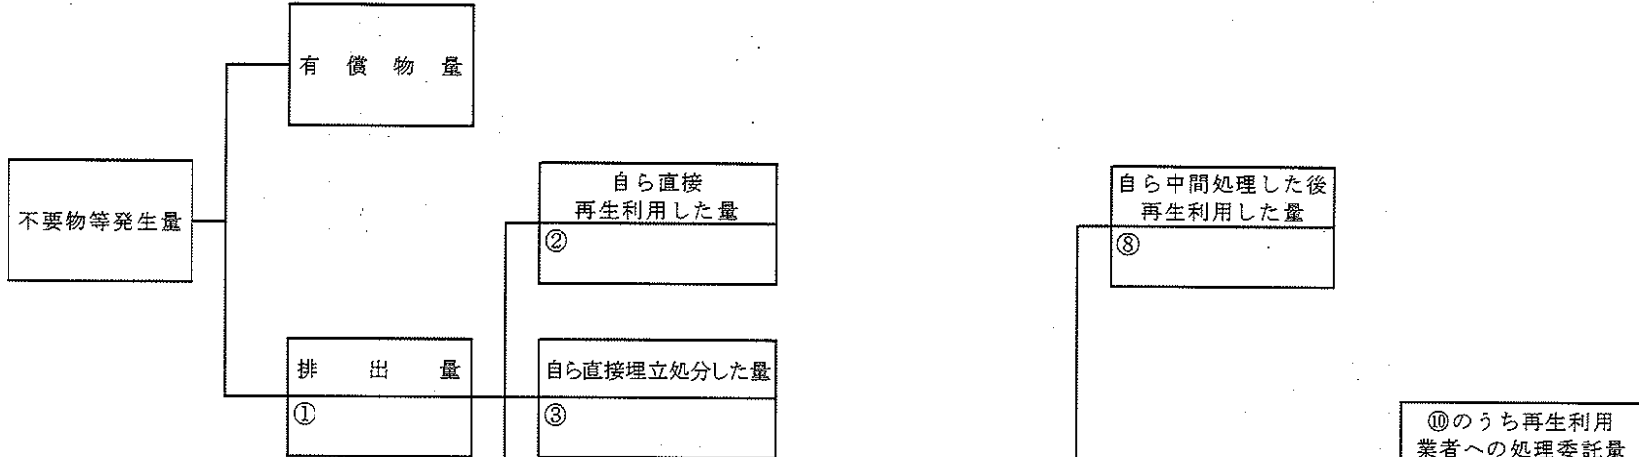 有償物量
不要物等発生量
自ら直接
再生利用した量
②
自ら中間処理した後
再生利用した量
⑧
排出量
①
自ら直接埋立処分した量
③
⑩のうち再生利用
業者への処理委託量